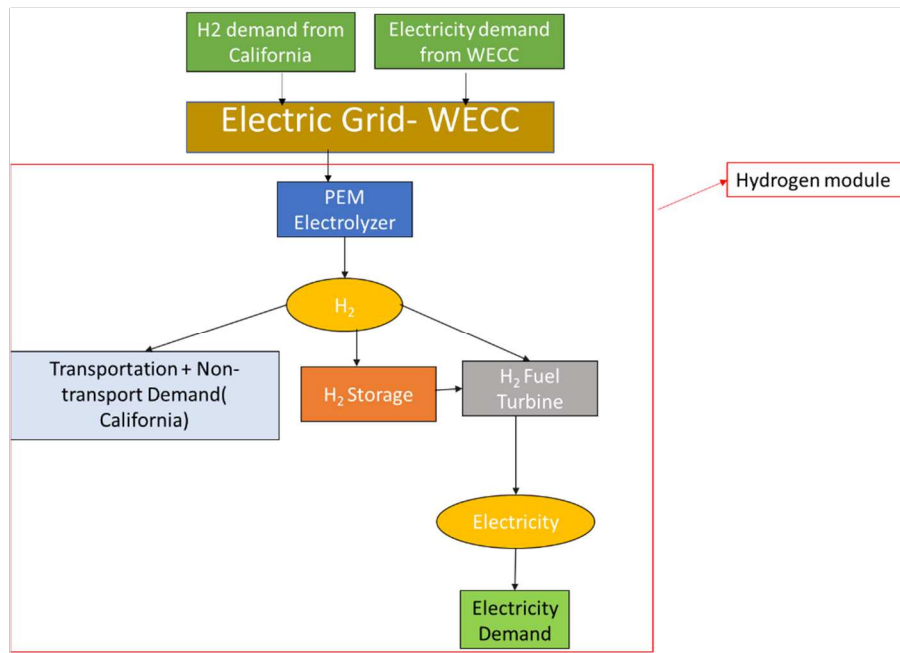 H2 demand from
California
Electricity demand
from WECC
Electric Grid- WECC
Hydrogen module
PEM
Electrolyzer
H₂
Transportation + Non-
transport Demand(
California)
H₂ Storage
H₂ Fuel
Turbine
Electricity
Electricity
Demand